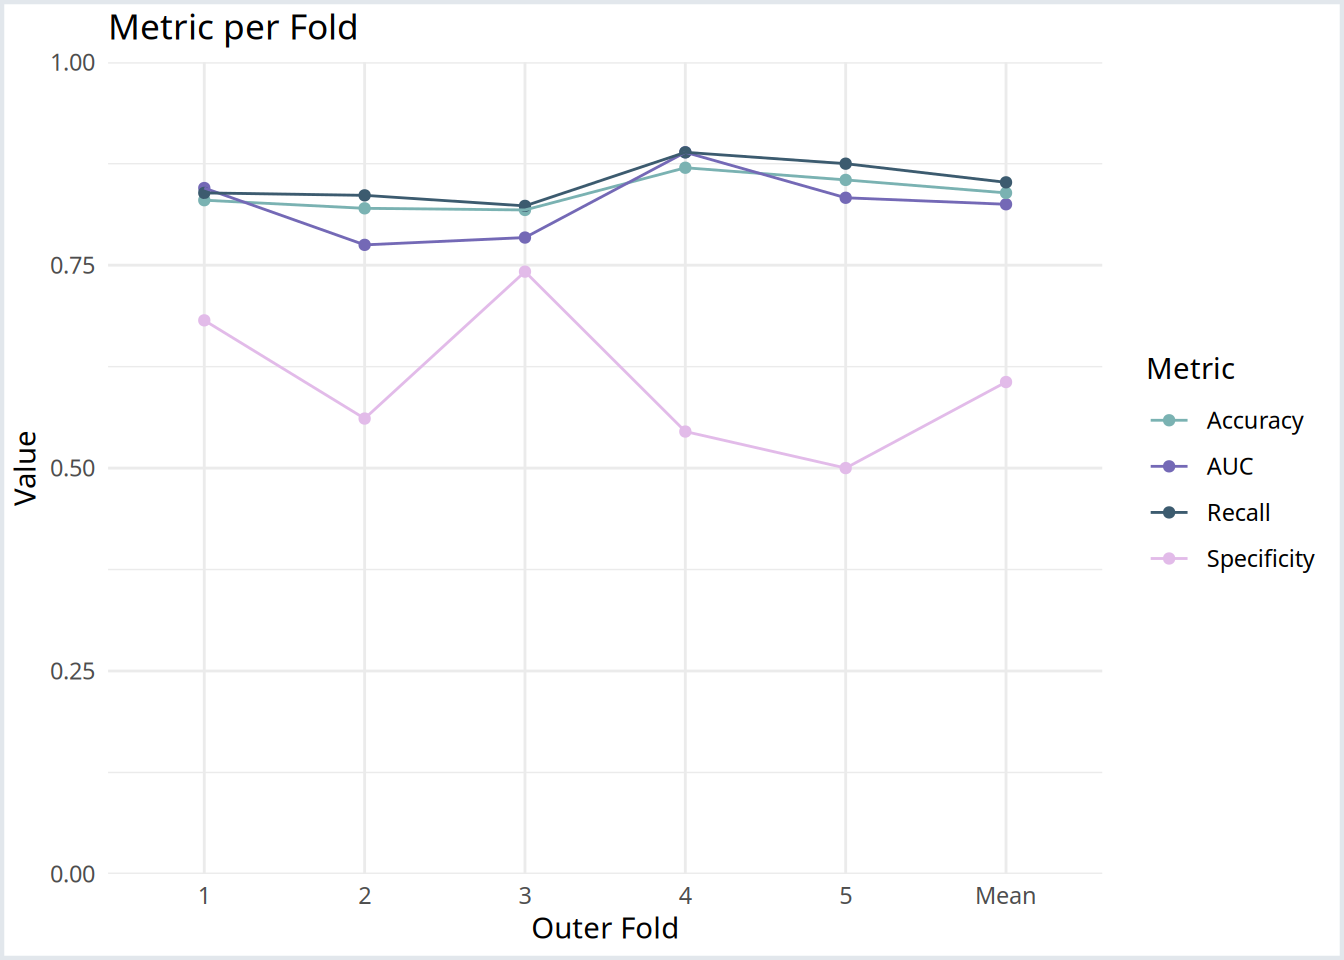 Metric per Fold
1.00
0.75
0.50
0.25
0.00
Value
1 2 3 4 5 Mean
Outer Fold
Metric
Accuracy
AUC
Recall
Specificity